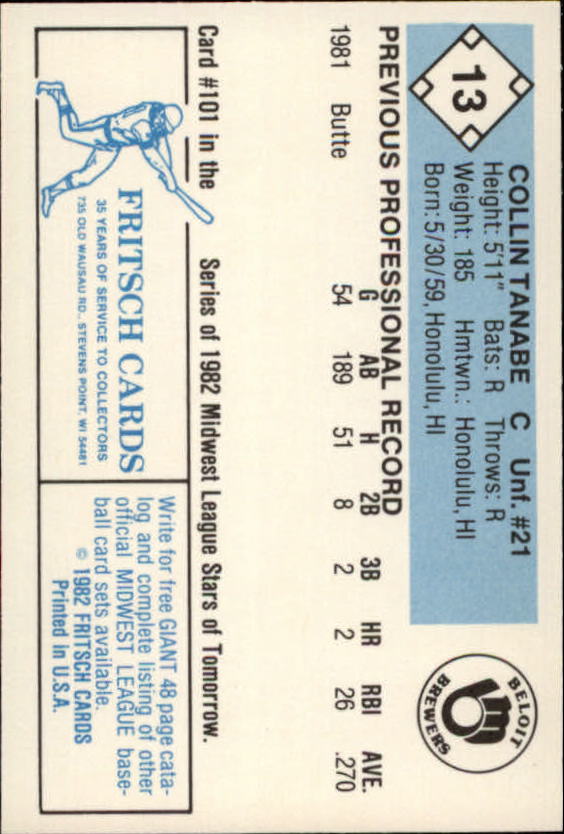 13
COLLIN TANABE C Unf. #21
Height: 5'11" Bats: R Throws: R
Weight: 185 Hmtwn.: Honolulu, HI
Born: 5/30/59, Honolulu, HI
BELOIT
BREWERS
PREVIOUS PROFESSIONAL RECORD
G AB H 2B 3B HR RBI AVE.
1981 Butte 54 189 51 8 2 2 26 .270
Card #101 in the Series of 1982 Midwest League Stars of Tomorrow.
FRITSCH CARDS
35 YEARS OF SERVICE TO COLLECTORS
735 OLD WAUSAU RD., STEVENS POINT, WI 54481
Write for free GIANT 48 page cata-
log and complete listing of other
official MIDWEST LEAGUE base-
ball card sets available.
© 1982 FRITSCH CARDS
Printed in U.S.A.